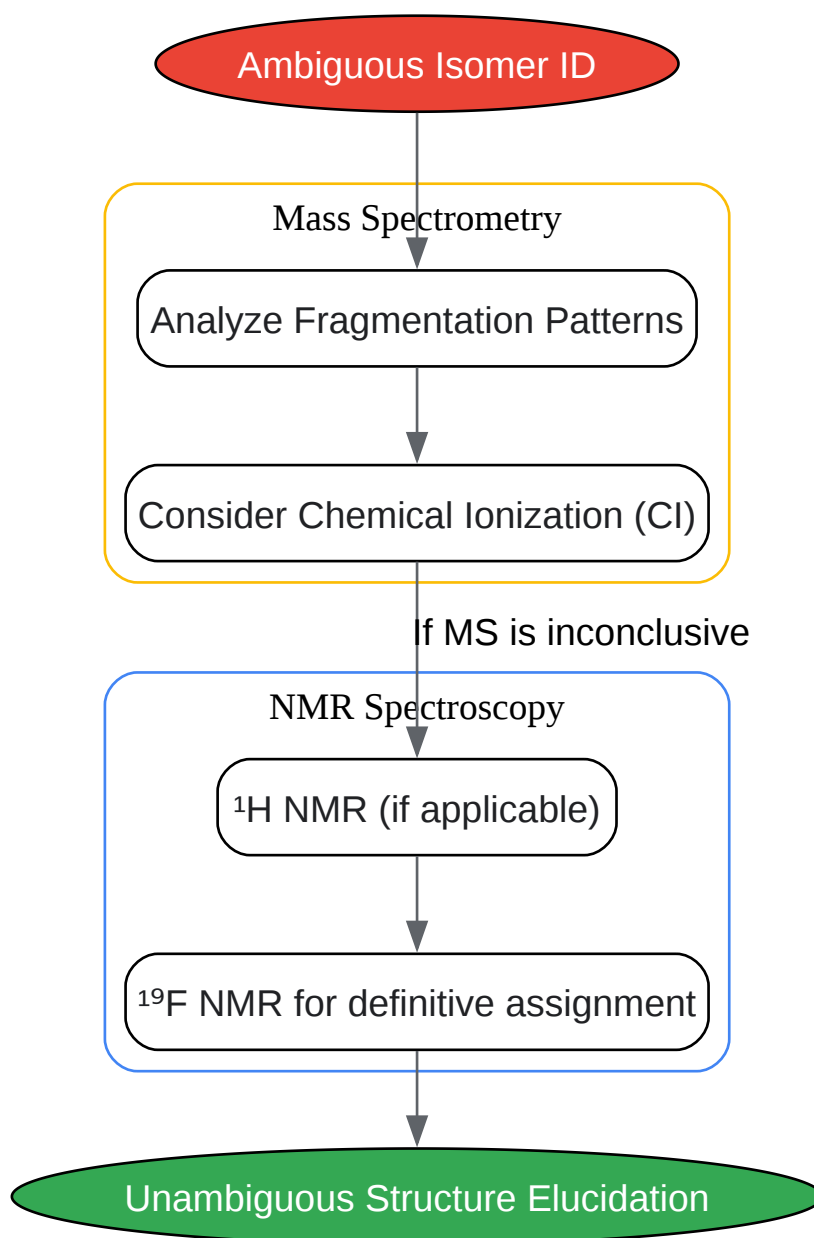 Ambiguous Isomer ID
Mass Spectrometry
Analyze Fragmentation Patterns
Consider Chemical Ionization (CI)
If MS is inconclusive
NMR Spectroscopy
¹H NMR (if applicable)
¹⁹F NMR for definitive assignment
Unambiguous Structure Elucidation